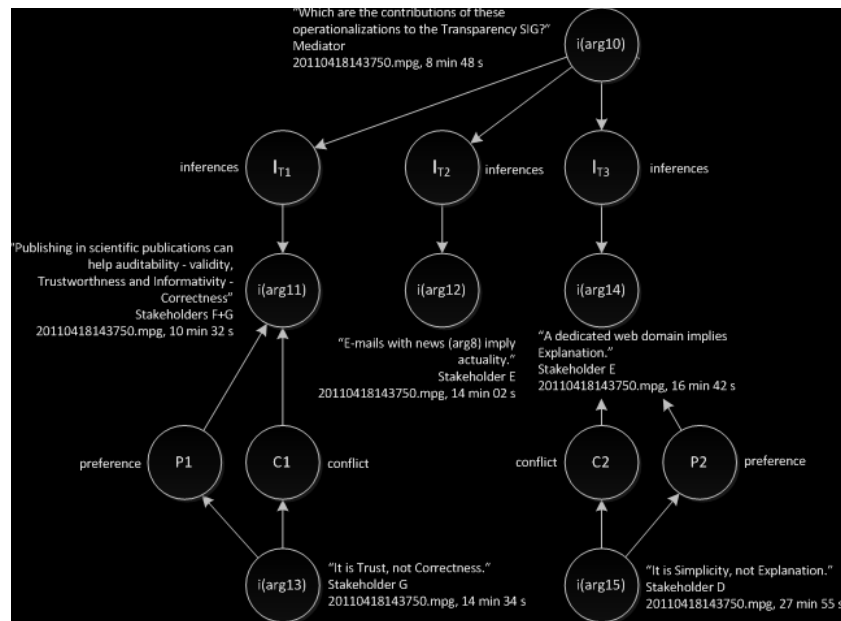 "Which are the contributions of these
operationalizations to the Transparency SIG?"
Mediator
20110418143750.mpg, 8 min 48 s
i(arg10)
inferences
I_T1
I_T2
inferences
I_T3
inferences
"Publishing in scientific publications can
help auditability - validity,
Trustworthness and Informativity -
Correctness"
Stakeholders F+G
20110418143750.mpg, 10 min 32 s
i(arg11)
i(arg12)
i(arg14)
"E-mails with news (arg8) imply
actuality."
Stakeholder E
20110418143750.mpg, 14 min 02 s
"A dedicated web domain implies
Explanation."
Stakeholder E
20110418143750.mpg, 16 min 42 s
preference
P1
C1
conflict
conflict
C2
P2
preference
i(arg13)
"It is Trust, not Correctness."
Stakeholder G
20110418143750.mpg, 14 min 34 s
i(arg15)
"It is Simplicity, not Explanation."
Stakeholder D
20110418143750.mpg, 27 min 55 s